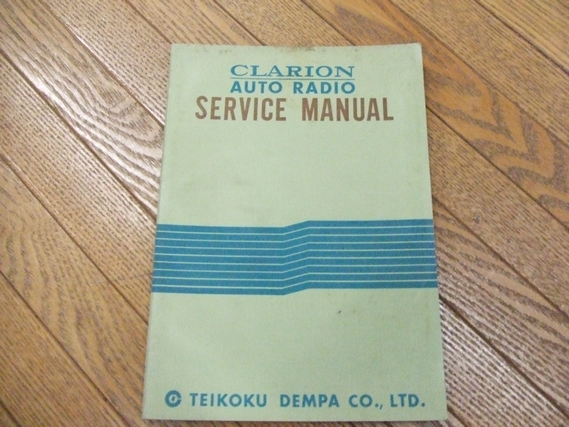 CLARION
AUTO RADIO
SERVICE MANUAL
TEIKOKU DEMPA CO., LTD.